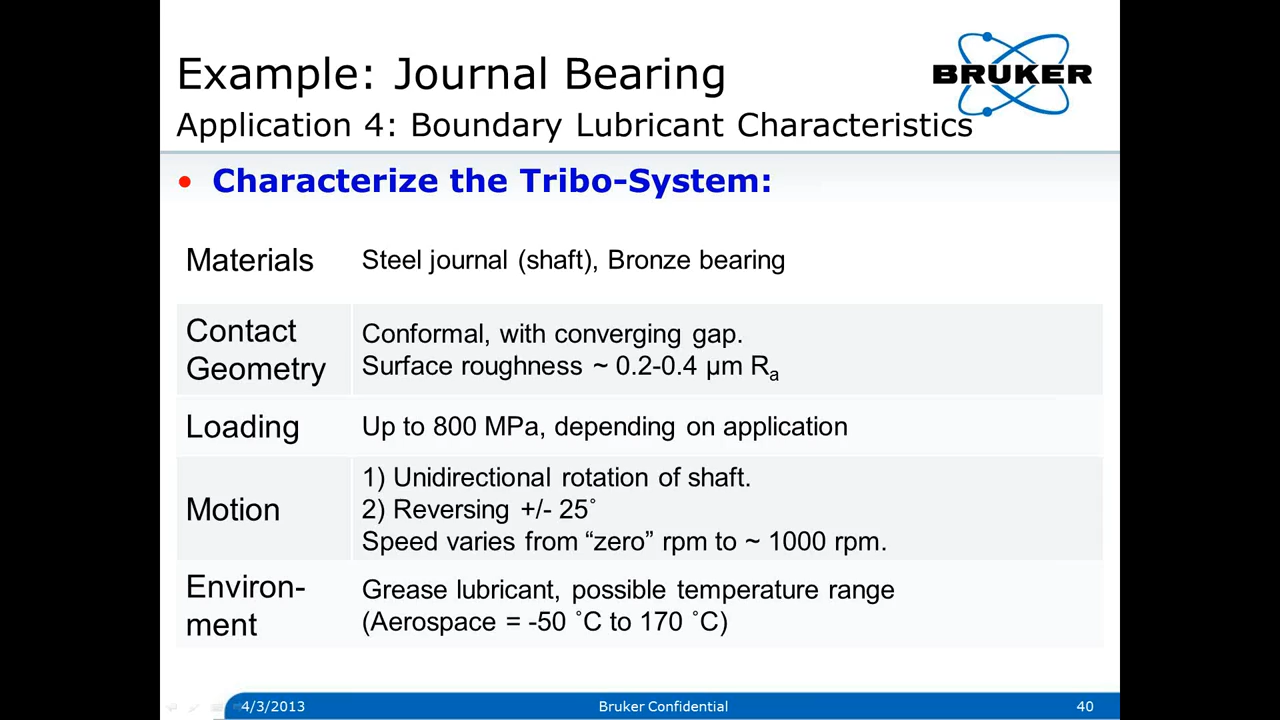 Example: Journal Bearing
BRUKER
Application 4: Boundary Lubricant Characteristics
• Characterize the Tribo-System:
Materials
Steel journal (shaft), Bronze bearing
Contact
Geometry
Conformal, with converging gap.
Surface roughness ~ 0.2-0.4 µm Ra
Loading
Up to 800 MPa, depending on application
Motion
1) Unidirectional rotation of shaft.
2) Reversing +/- 25˚
Speed varies from “zero” rpm to ~ 1000 rpm.
Environ-
ment
Grease lubricant, possible temperature range
(Aerospace = -50 ˚C to 170 ˚C)
4/3/2013
Bruker Confidential
40